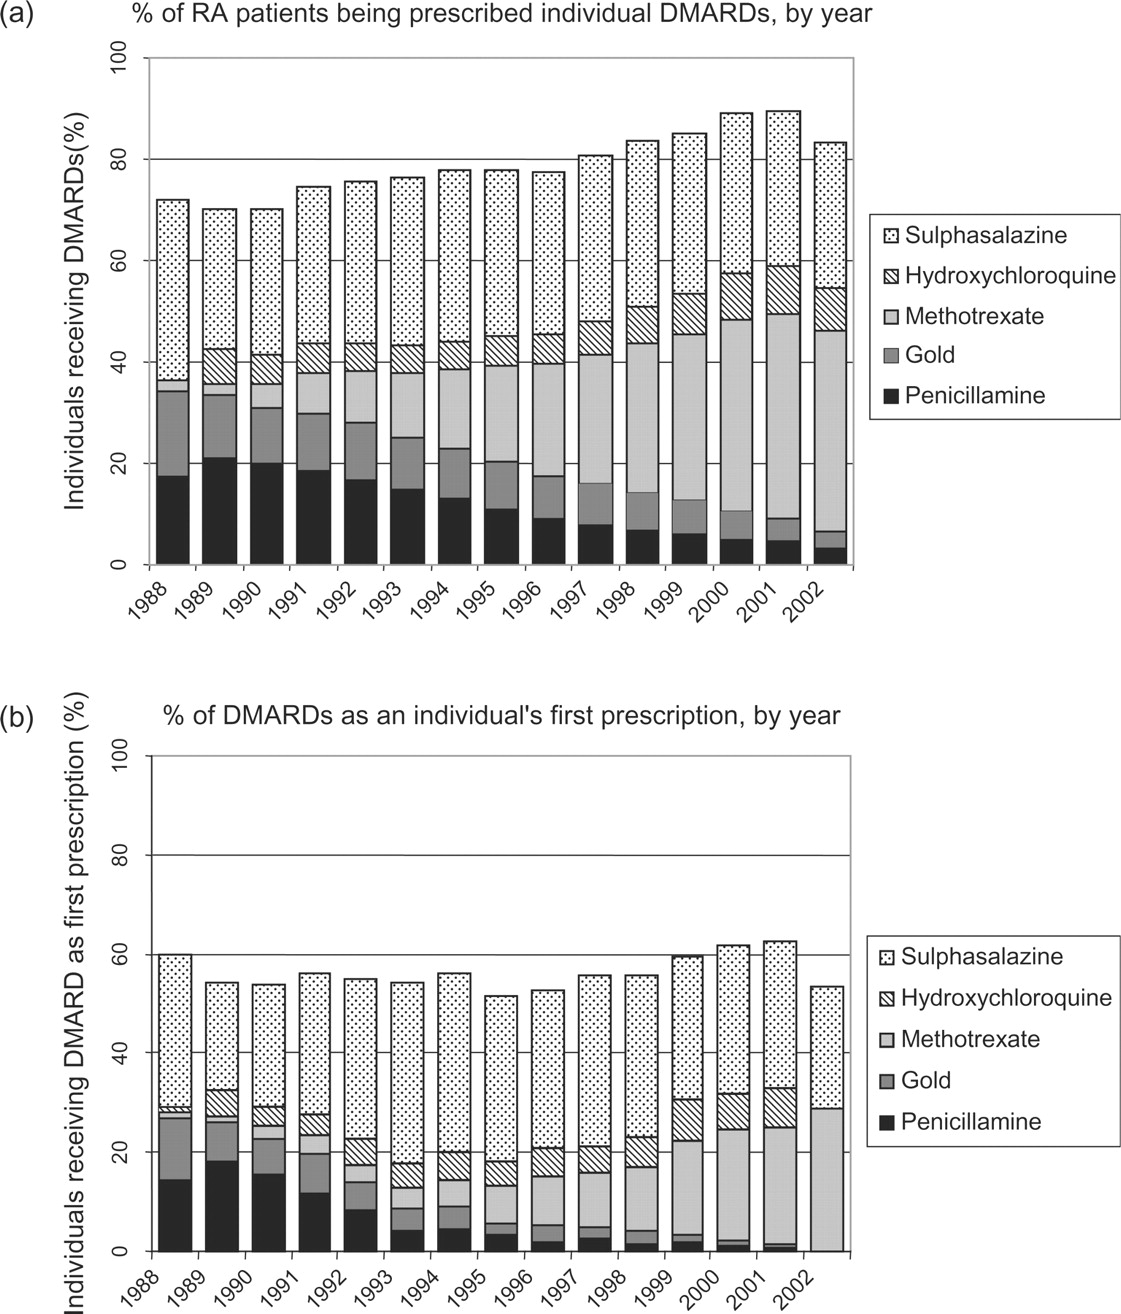 (a)
% of RA patients being prescribed individual DMARDs, by year
Individuals receiving DMARDs(%)
100
80
60
40
20
0
1988
1989
1990
1991
1992
1993
1994
1995
1996
1997
1998
1999
2000
2001
2002
Sulphasalazine
Hydroxychloroquine
Methotrexate
Gold
Penicillamine
(b)
% of DMARDs as an individual's first prescription, by year
Individuals receiving DMARD as first prescription (%)
100
80
60
40
20
0
1988
1989
1990
1991
1992
1993
1994
1995
1996
1997
1998
1999
2000
2001
2002
Sulphasalazine
Hydroxychloroquine
Methotrexate
Gold
Penicillamine